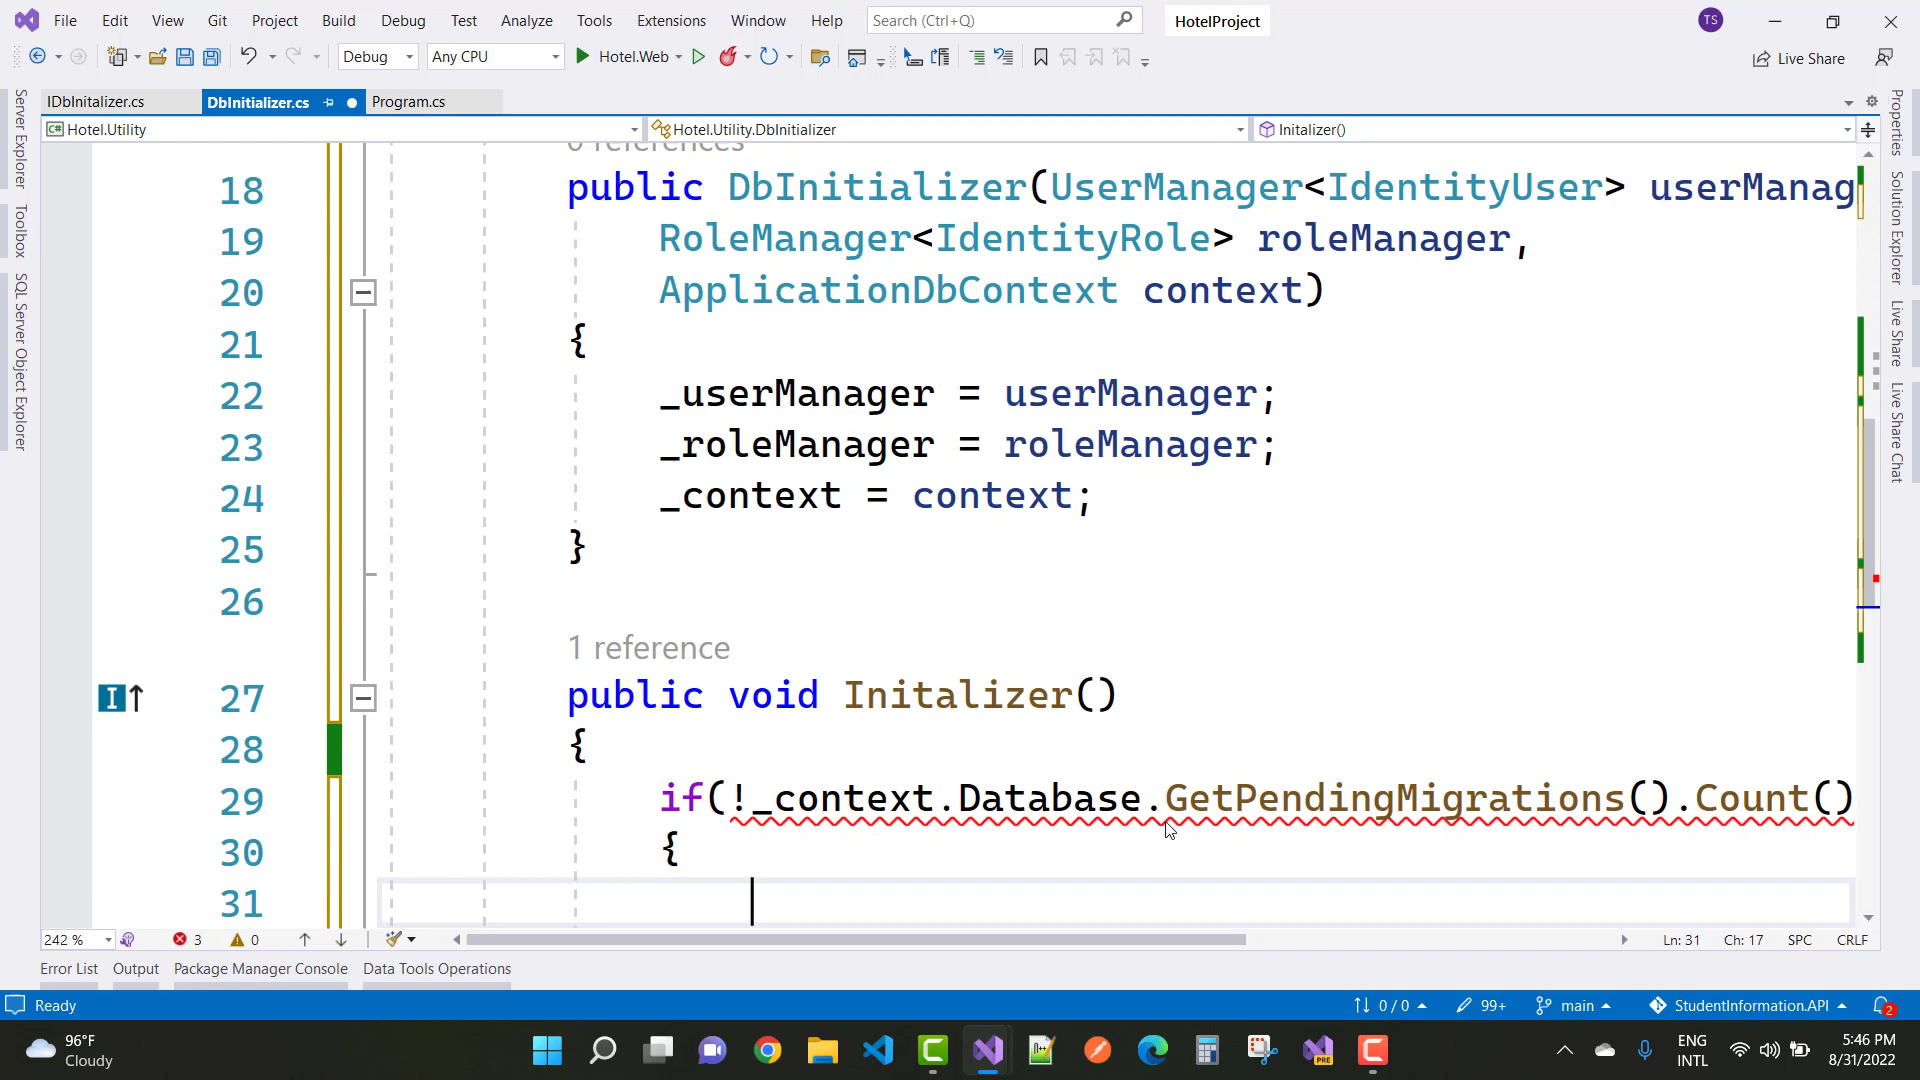 File Edit View Git Project Build Debug Test Analyze Tools Extensions Window Help Search (Ctrl+Q) HotelProject TS
Debug Any CPU Hotel.Web Live Share
IDbInitalizer.cs DbInitializer.cs Program.cs
C# Hotel.Utility Hotel.Utility.DbInitializer Initalizer()
Server Explorer
Toolbox
SQL Server Object Explorer
Properties
Solution Explorer
Live Share
Live Share Chat
0 references
18 public DbInitializer(UserManager<IdentityUser> userManag
19 RoleManager<IdentityRole> roleManager,
20 ApplicationDbContext context)
21 {
22 _userManager = userManager;
23 _roleManager = roleManager;
24 _context = context;
25 }
26
1 reference
27 public void Initalizer()
28 {
29 if(!_context.Database.GetPendingMigrations().Count()
30 {
31
242 % 3 0 Ln: 31 Ch: 17 SPC CRLF
Error List Output Package Manager Console Data Tools Operations
Ready 0 / 0 99+ main StudentInformation.API 2
96°F ENG 5:46 PM
Cloudy INTL 8/31/2022